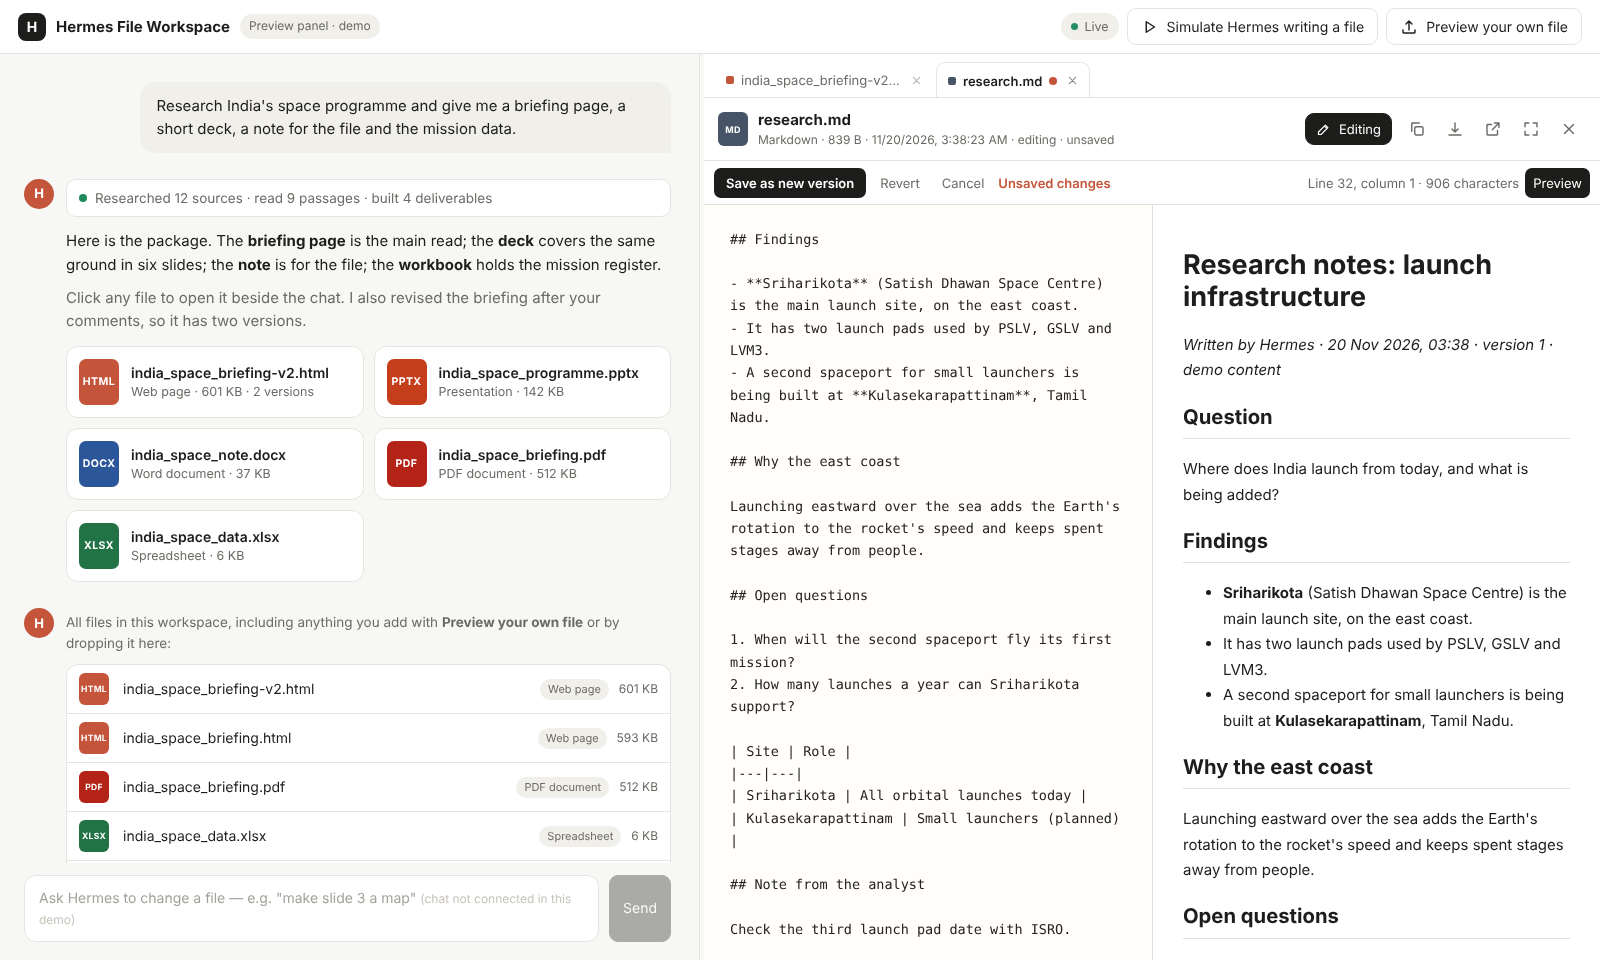 H Hermes File Workspace Preview panel · demo
Live
Simulate Hermes writing a file
Preview your own file
Research India's space programme and give me a briefing page, a
short deck, a note for the file and the mission data.
H
Researched 12 sources · read 9 passages · built 4 deliverables
Here is the package. The briefing page is the main read; the deck covers the same
ground in six slides; the note is for the file; the workbook holds the mission register.
Click any file to open it beside the chat. I also revised the briefing after your
comments, so it has two versions.
HTML
india_space_briefing-v2.html
Web page · 601 KB · 2 versions
PPTX
india_space_programme.pptx
Presentation · 142 KB
DOCX
india_space_note.docx
Word document · 37 KB
PDF
india_space_briefing.pdf
PDF document · 512 KB
XLSX
india_space_data.xlsx
Spreadsheet · 6 KB
H
All files in this workspace, including anything you add with Preview your own file or by
dropping it here:
HTML india_space_briefing-v2.html Web page 601 KB
HTML india_space_briefing.html Web page 593 KB
PDF india_space_briefing.pdf PDF document 512 KB
XLSX india_space_data.xlsx Spreadsheet 6 KB
Ask Hermes to change a file — e.g. "make slide 3 a map" (chat not connected in this
demo)
Send
india_space_briefing-v2...
research.md
MD
research.md
Markdown · 839 B · 11/20/2026, 3:38:23 AM · editing · unsaved
Editing
Save as new version Revert Cancel Unsaved changes
Line 32, column 1 · 906 characters Preview
## Findings
- **Sriharikota** (Satish Dhawan Space Centre)
is the main launch site, on the east coast.
- It has two launch pads used by PSLV, GSLV and
LVM3.
- A second spaceport for small launchers is
being built at **Kulasekarapattinam**, Tamil
Nadu.
## Why the east coast
Launching eastward over the sea adds the Earth's
rotation to the rocket's speed and keeps spent
stages away from people.
## Open questions
1. When will the second spaceport fly its first
mission?
2. How many launches a year can Sriharikota
support?
| Site | Role |
|---|---|
| Sriharikota | All orbital launches today |
| Kulasekarapattinam | Small launchers (planned)
|
## Note from the analyst
Check the third launch pad date with ISRO.
Research notes: launch
infrastructure
Written by Hermes · 20 Nov 2026, 03:38 · version 1 ·
demo content
Question
Where does India launch from today, and what is
being added?
Findings
• Sriharikota (Satish Dhawan Space Centre) is the
main launch site, on the east coast.
• It has two launch pads used by PSLV, GSLV and
LVM3.
• A second spaceport for small launchers is being
built at Kulasekarapattinam, Tamil Nadu.
Why the east coast
Launching eastward over the sea adds the Earth's
rotation to the rocket's speed and keeps spent stages
away from people.
Open questions